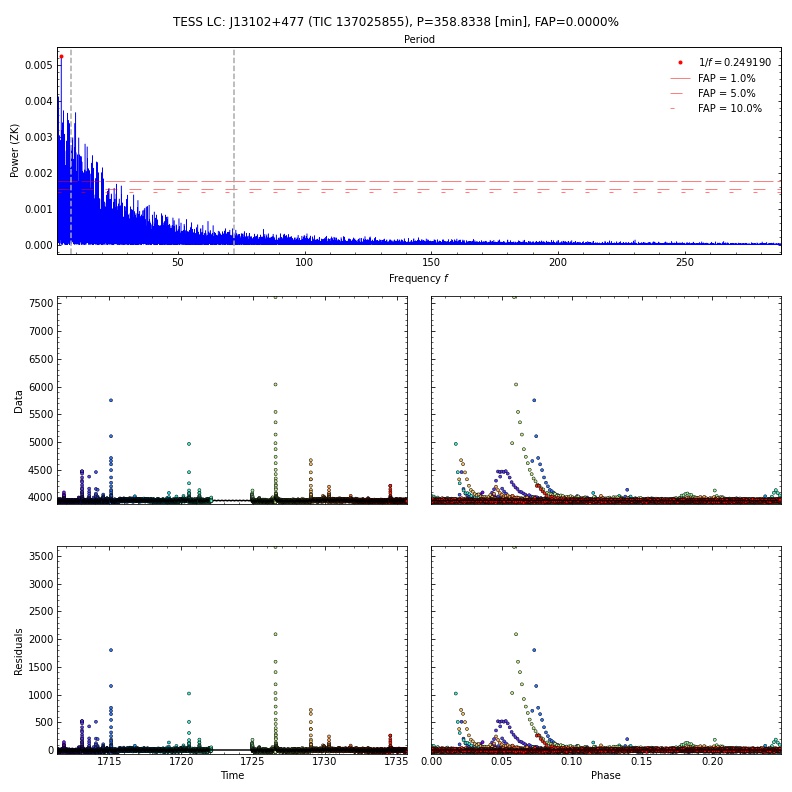 TESS LC: J13102+477 (TIC 137025855), P=358.8338 [min], FAP=0.0000%
Period
0.005
0.004
0.003
0.002
0.001
0.000
Power (ZK)
1/f = 0.249190
FAP = 1.0%
FAP = 5.0%
FAP = 10.0%
50 100 150 200 250
Frequency f
7500
7000
6500
6000
5500
5000
4500
4000
Data
3500
3000
2500
2000
1500
1000
500
0
Residuals
1715 1720 1725 1730 1735
Time
0.00 0.05 0.10 0.15 0.20
Phase